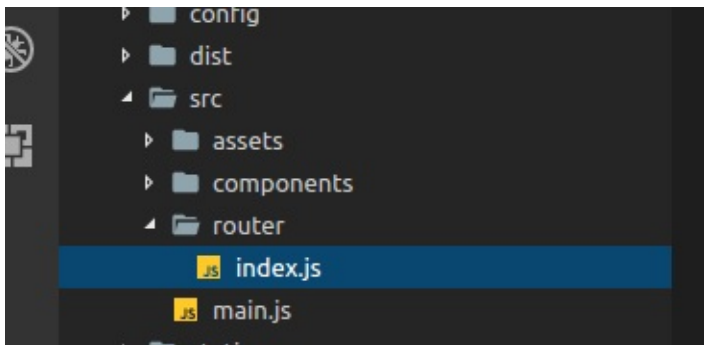 config
dist
src
assets
components
router
JS index.js
JS main.js